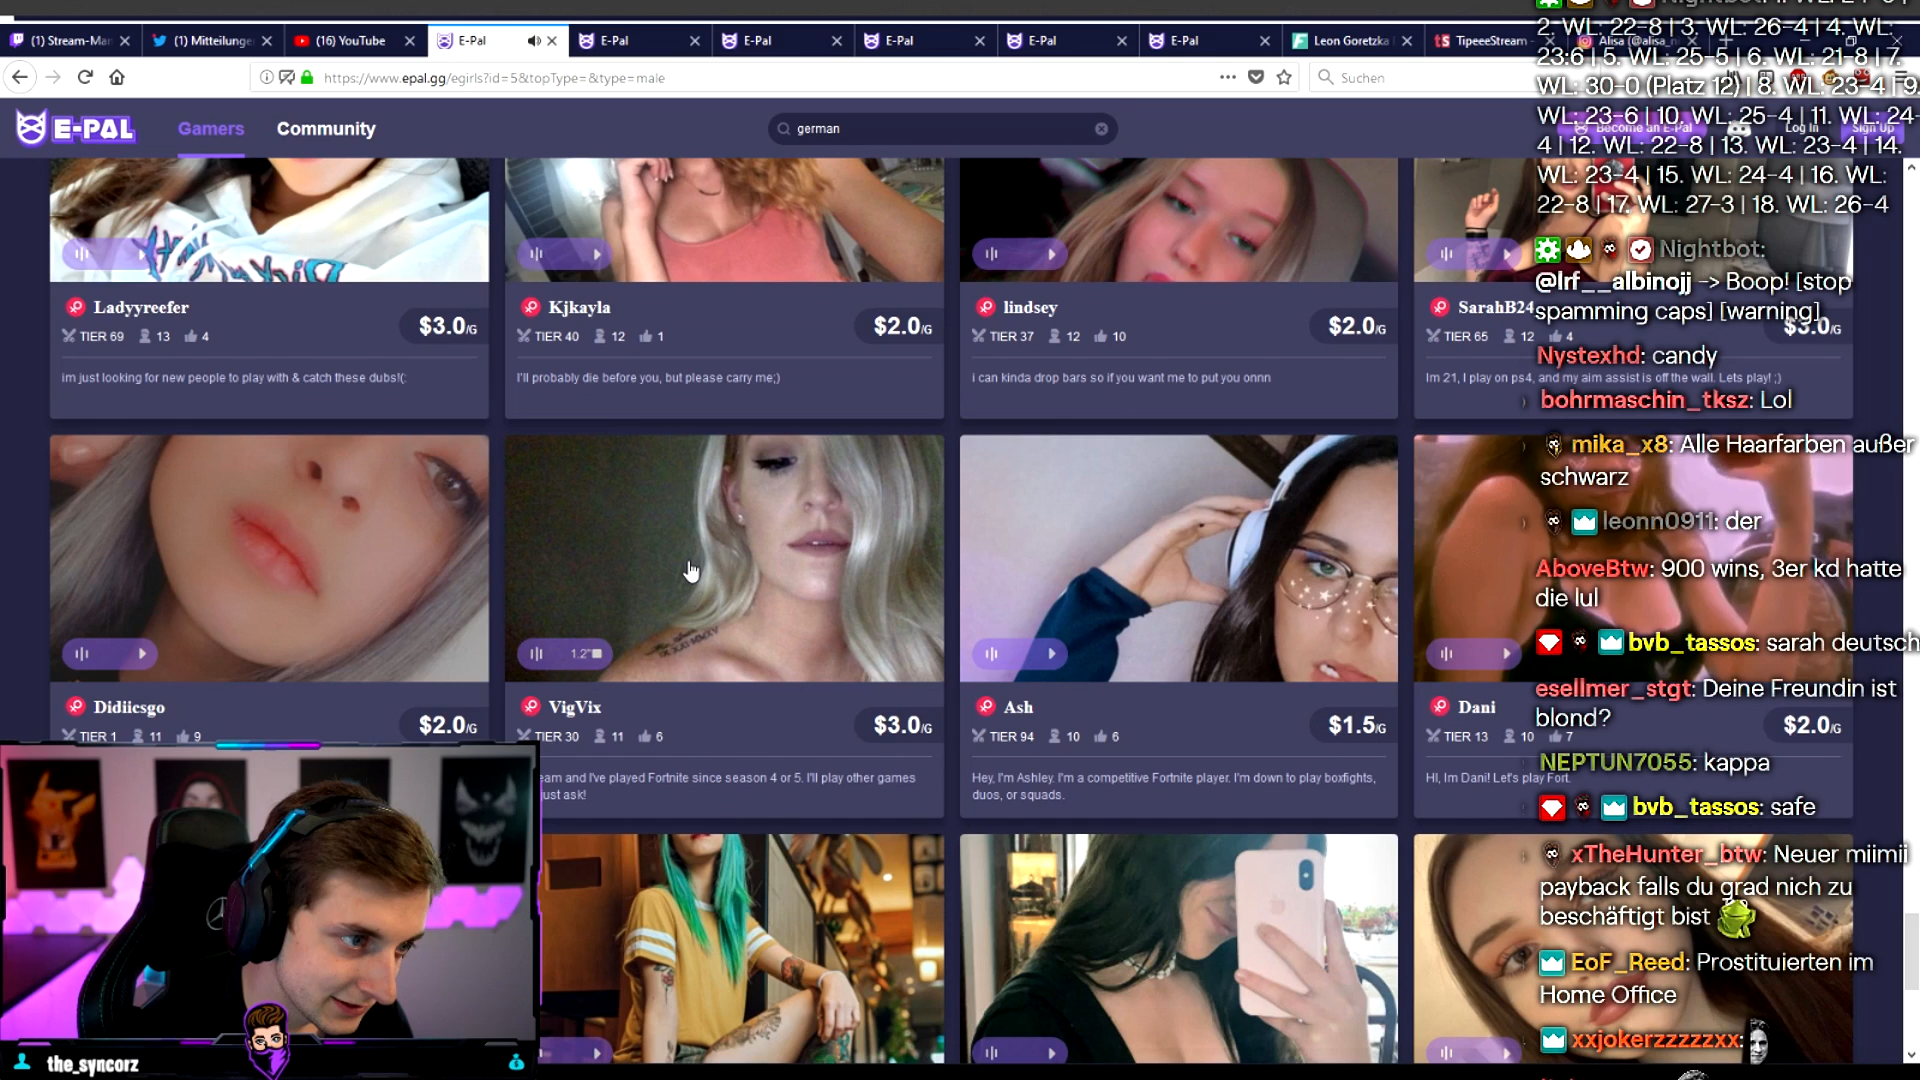 (1) Stream-Man
(1) Mitteilunge
(16) YouTube
E-Pal
E-Pal
E-Pal
E-Pal
E-Pal
E-Pal
Leon Goretzka
TipeeeStream -
Alisa (@alisa_n
https://www.epal.gg/egirls?id=5&topType=&type=male
Suchen
E-PAL
Gamers
Community
german
Become an E-Pal
Log In
Sign Up
Ladyyreefer
TIER 69 13 4
$3.0/G
im just looking for new people to play with & catch these dubs!(:
Kjkayla
TIER 40 12 1
$2.0/G
I'll probably die before you, but please carry me;)
lindsey
TIER 37 12 10
$2.0/G
i can kinda drop bars so if you want me to put you onnn
SarahB24
TIER 65 12 4
$3.0/G
Im 21, I play on ps4, and my aim assist is off the wall. Lets play! ;)
Didiicsgo
TIER 1 11 9
$2.0/G
1.2"
VigVix
TIER 30 11 6
$3.0/G
eam and I've played Fortnite since season 4 or 5. I'll play other games
just ask!
Ash
TIER 94 10 6
$1.5/G
Hey, I'm Ashley. I'm a competitive Fortnite player. I'm down to play boxfights,
duos, or squads.
Dani
TIER 13 10 7
$2.0/G
HI, Im Dani! Let's play Fort
2. WL: 22-8 | 3. WL: 26-4 | 4. WL:
23:6 | 5. WL: 25-5 | 6. WL: 21-8 | 7.
WL: 30-0 (Platz 12) | 8. WL: 23-4 | 9.
WL: 23-6 | 10. WL: 25-4 | 11. WL: 24-
4 | 12. WL: 22-8 | 13. WL: 23-4 | 14.
WL: 23-4 | 15. WL: 24-4 | 16. WL:
22-8 | 17. WL: 27-3 | 18. WL: 26-4
Nightbot:
@lrf__albinojj -> Boop! [stop
spamming caps] [warning]
Nystexhd: candy
bohrmaschin_tksz: Lol
mika_x8: Alle Haarfarben außer
schwarz
leonn0911: der
AboveBtw: 900 wins, 3er kd hatte
die lul
bvb_tassos: sarah deutsch
esellmer_stgt: Deine Freundin ist
blond?
NEPTUN7055: kappa
bvb_tassos: safe
xTheHunter_btw: Neuer miimii
payback falls du grad nich zu
beschäftigt bist
EoF_Reed: Prostituierten im
Home Office
xxjokerzzzzzxx:
the_syncorz